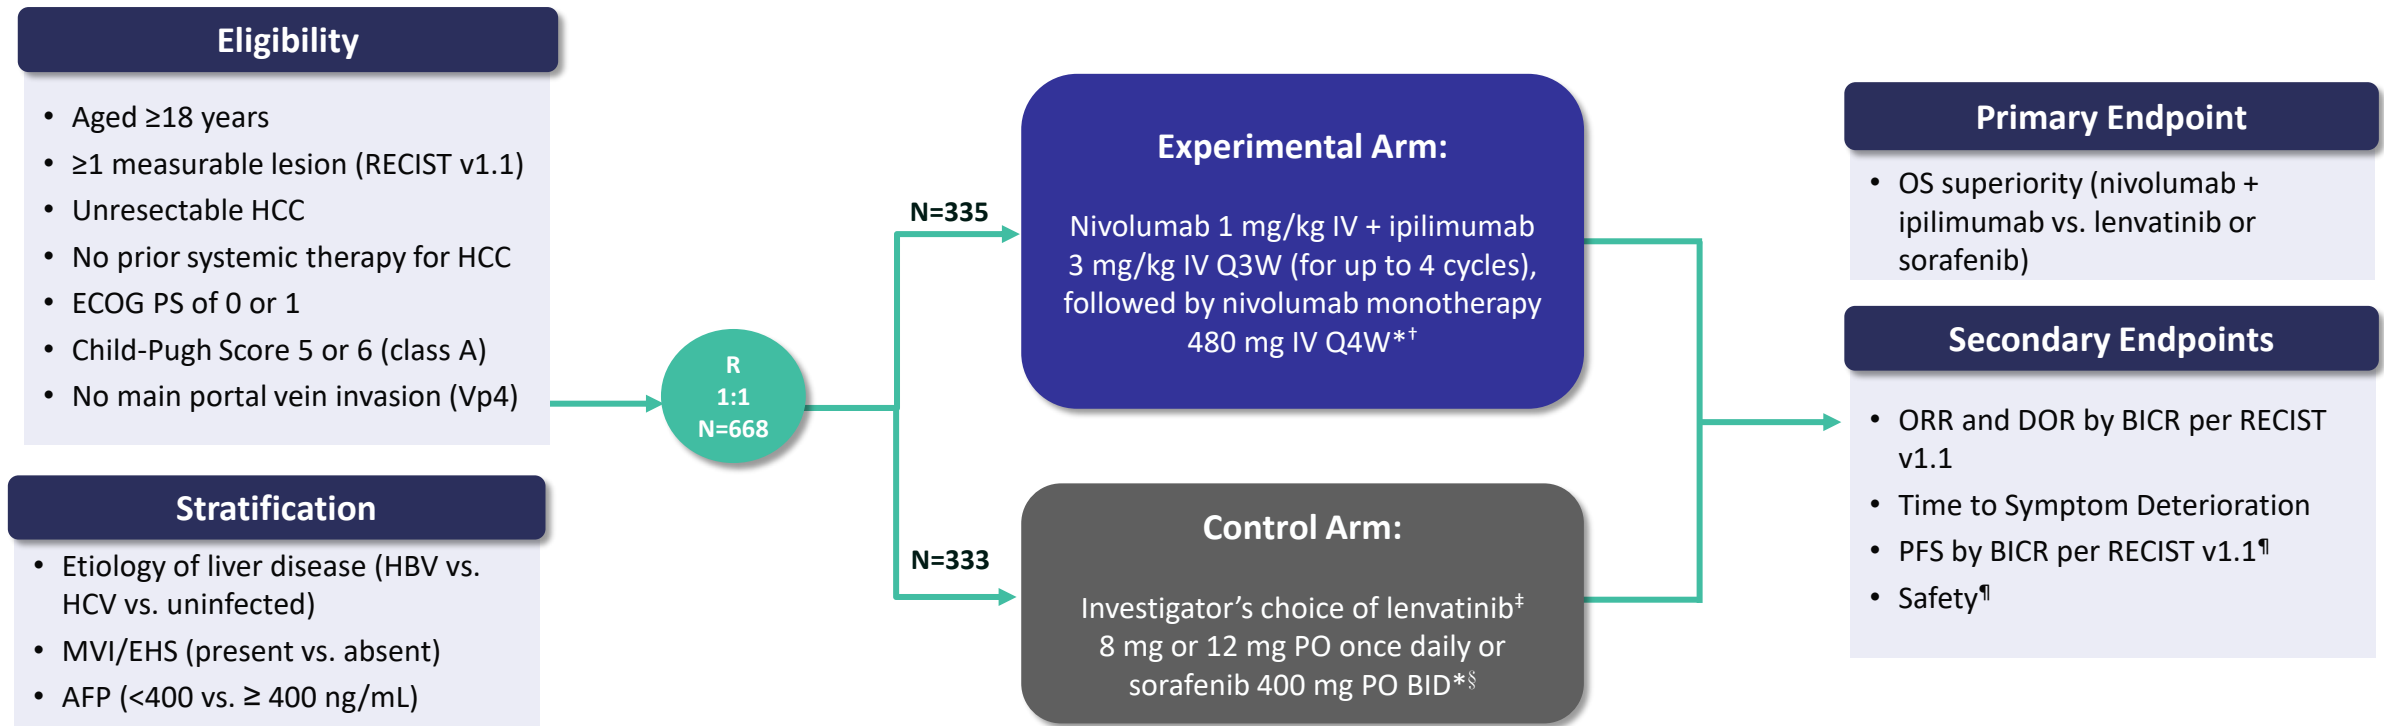 Eligibility
• Aged ≥18 years
• ≥1 measurable lesion (RECIST v1.1)
• Unresectable HCC
• No prior systemic therapy for HCC
• ECOG PS of 0 or 1
• Child-Pugh Score 5 or 6 (class A)
• No main portal vein invasion (Vp4)
Stratification
• Etiology of liver disease (HBV vs.
HCV vs. uninfected)
• MVI/EHS (present vs. absent)
• AFP (<400 vs. ≥ 400 ng/mL)
R
1:1
N=668
N=335
Experimental Arm:
Nivolumab 1 mg/kg IV + ipilimumab
3 mg/kg IV Q3W (for up to 4 cycles),
followed by nivolumab monotherapy
480 mg IV Q4W*†
N=333
Control Arm:
Investigator’s choice of lenvatinib‡
8 mg or 12 mg PO once daily or
sorafenib 400 mg PO BID*§
Primary Endpoint
• OS superiority (nivolumab +
ipilimumab vs. lenvatinib or
sorafenib)
Secondary Endpoints
• ORR and DOR by BICR per RECIST
v1.1
• Time to Symptom Deterioration
• PFS by BICR per RECIST v1.1¶
• Safety¶